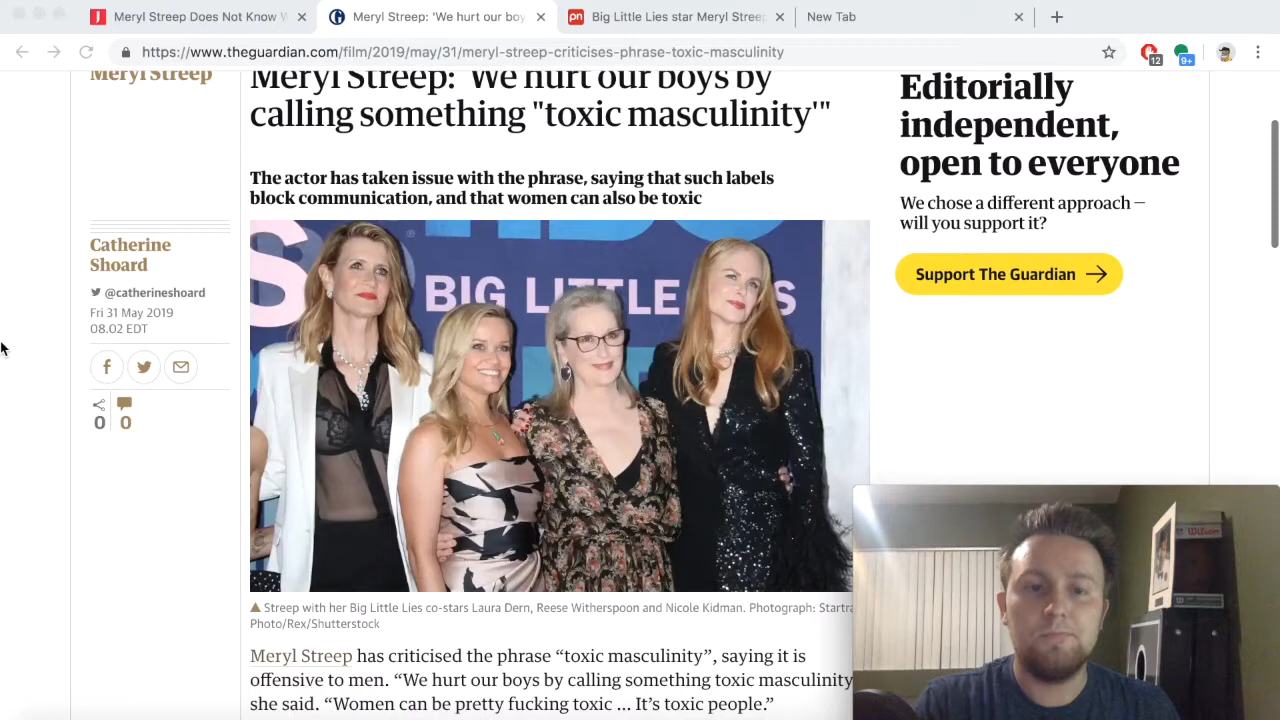 Meryl Streep Does Not Know W
Meryl Streep: 'We hurt our boy
Big Little Lies star Meryl Streep
New Tab
https://www.theguardian.com/film/2019/may/31/meryl-streep-criticises-phrase-toxic-masculinity
12
9+
Meryl Streep
Meryl Streep: 'We hurt our boys by
calling something "toxic masculinity'"
The actor has taken issue with the phrase, saying that such labels
block communication, and that women can also be toxic
Catherine
Shoard
@catherineshoard
Fri 31 May 2019
08.02 EDT
0
0
S HBO
BIG LITTLE S
Streep with her Big Little Lies co-stars Laura Dern, Reese Witherspoon and Nicole Kidman. Photograph: Startra
Photo/Rex/Shutterstock
Meryl Streep has criticised the phrase “toxic masculinity”, saying it is
offensive to men. “We hurt our boys by calling something toxic masculinity
she said. “Women can be pretty fucking toxic ... It’s toxic people.”
Editorially
independent,
open to everyone
We chose a different approach —
will you support it?
Support The Guardian
Wilson